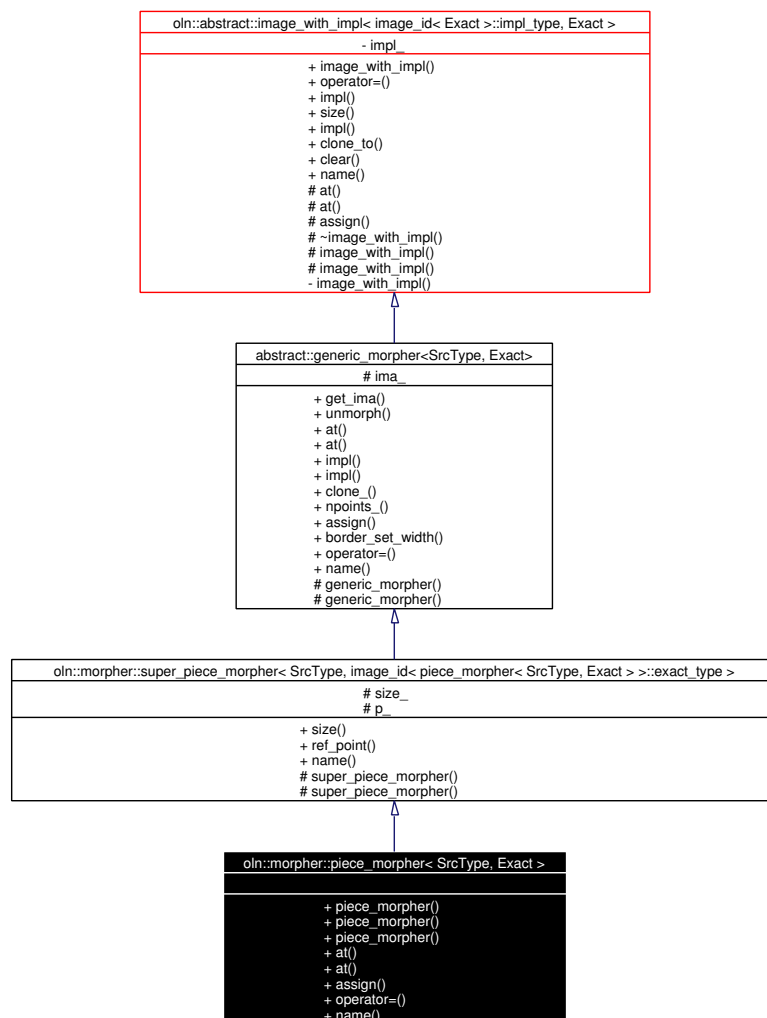 oln::abstract::image_with_impl< image_id< Exact >::impl_type, Exact >
- impl_
+ image_with_impl()
+ operator=()
+ impl()
+ size()
+ impl()
+ clone_to()
+ clear()
+ name()
# at()
# at()
# assign()
# ~image_with_impl()
# image_with_impl()
# image_with_impl()
- image_with_impl()
abstract::generic_morpher<SrcType, Exact>
# ima_
+ get_ima()
+ unmorph()
+ at()
+ at()
+ impl()
+ impl()
+ clone_()
+ npoints_()
+ assign()
+ border_set_width()
+ operator=()
+ name()
# generic_morpher()
# generic_morpher()
oln::morpher::super_piece_morpher< SrcType, image_id< piece_morpher< SrcType, Exact > >::exact_type >
# size_
# p_
+ size()
+ ref_point()
+ name()
# super_piece_morpher()
# super_piece_morpher()
oln::morpher::piece_morpher< SrcType, Exact >
+ piece_morpher()
+ piece_morpher()
+ piece_morpher()
+ at()
+ at()
+ assign()
+ operator=()
+ name()